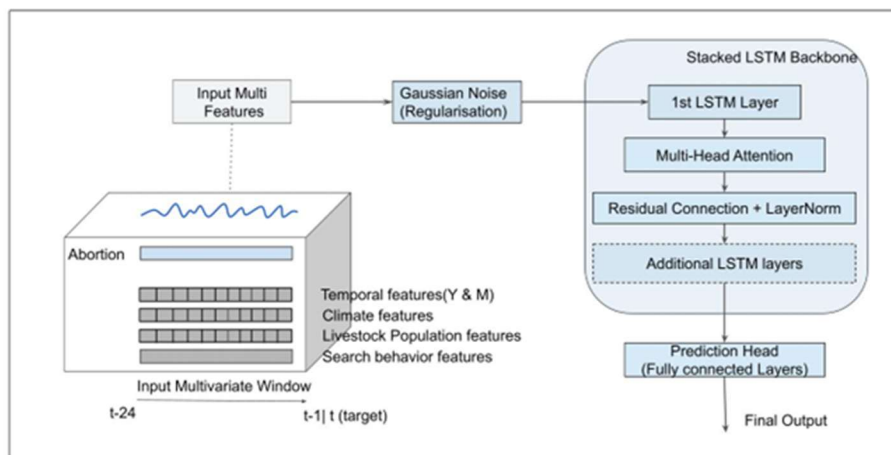 Stacked LSTM Backbone
Input Multi
Features
Gaussian Noise
(Regularisation)
1st LSTM Layer
Multi-Head Attention
Residual Connection + LayerNorm
Additional LSTM layers
Abortion
Temporal features(Y & M)
Climate features
Livestock Population features
Search behavior features
Input Multivariate Window
t-24
t-1| t (target)
Prediction Head
(Fully connected Layers)
Final Output